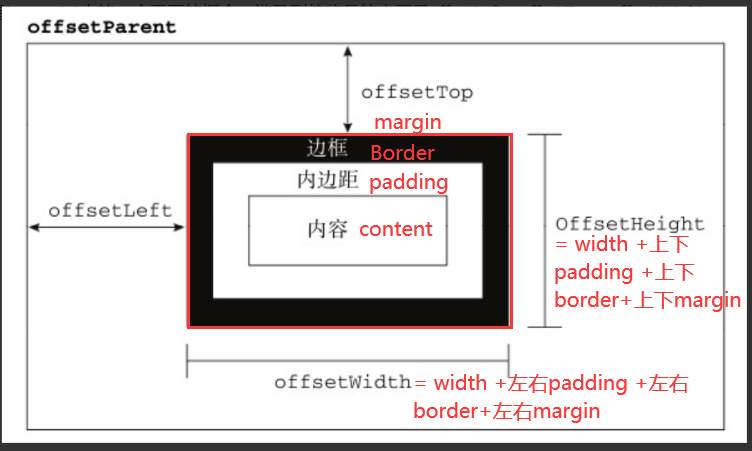 offsetParent
offsetTop
margin
边框 Border
内边距 padding
offsetLeft
内容 content
OffsetHeight
= width +上下
padding +上下
border+上下margin
offsetWidth= width +左右padding +左右
border+左右margin